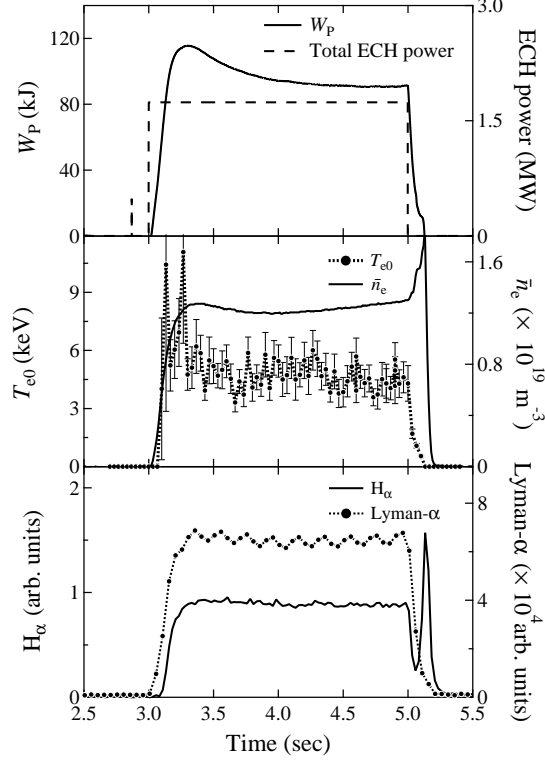 120
80
40
0
W_P (kJ)
W_P
Total ECH power
3.0
1.5
0
ECH power (MW)
9
6
3
0
T_e0 (keV)
T_e0
n̄_e
1.6
0.8
0
n̄_e (× 10^19 m^-3)
2
1
0
H_α (arb. units)
H_α
Lyman-α
8
4
0
Lyman-α (× 10^4 arb. units)
2.5 3.0 3.5 4.0 4.5 5.0 5.5
Time (sec)